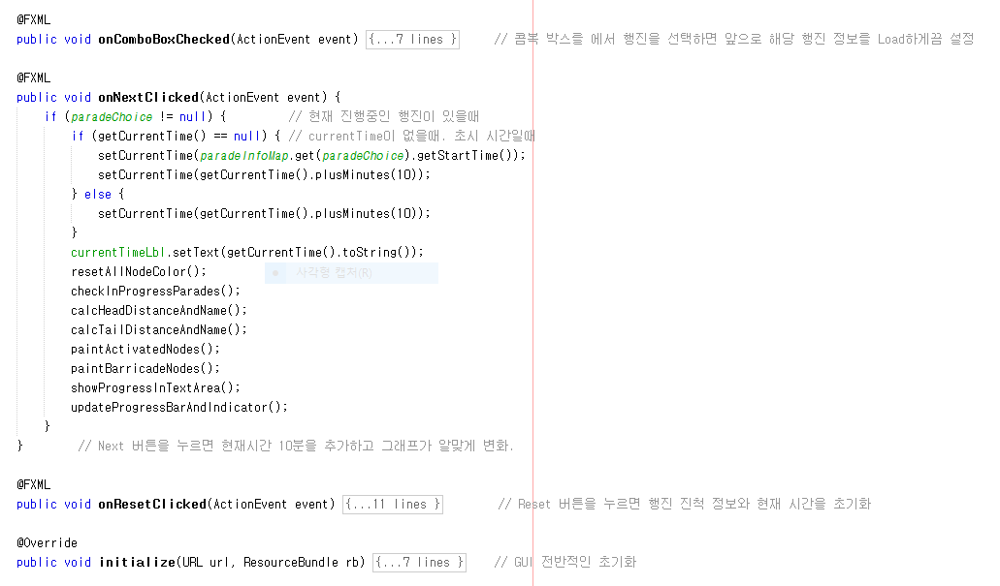 @FXML
public void onComboBoxChecked(ActionEvent event) {...7 lines } // 콤복 박스를 에서 행진을 선택하면 앞으로 해당 행진 정보를 Load하게끔 설정
@FXML
public void onNextClicked(ActionEvent event) {
if (paradeChoice != null) { // 현재 진행중인 행진이 있을때
if (getCurrentTime() == null) { // currentTime이 없을때. 초시 시간일때
setCurrentTime(paradeInfoMap.get(paradeChoice).getStartTime());
setCurrentTime(getCurrentTime().plusMinutes(10));
} else {
setCurrentTime(getCurrentTime().plusMinutes(10));
}
currentTimeLbl.setText(getCurrentTime().toString());
resetAllNodeColor();
사각형 캡처(R)
checkInProgressParades();
calcHeadDistanceAndName();
calcTailDistanceAndName();
paintActivatedNodes();
paintBarricadeNodes();
showProgressInTextArea();
updateProgressBarAndIndicator();
}
} // Next 버튼을 누르면 현재시간 10분을 추가하고 그래프가 알맞게 변화.
@FXML
public void onResetClicked(ActionEvent event) {...11 lines } // Reset 버튼을 누르면 행진 진척 정보와 현재 시간을 초기화
@Override
public void initialize(URL url, ResourceBundle rb) {...7 lines } // GUI 전반적인 초기화